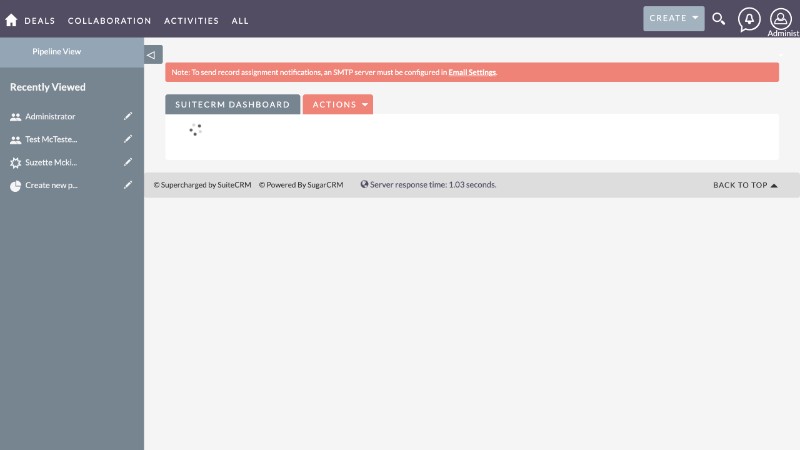 DEALS COLLABORATION ACTIVITIES ALL CREATE
Administ
Pipeline View
Note: To send record assignment notifications, an SMTP server must be configured in Email Settings.
Recently Viewed
SUITECRM DASHBOARD ACTIONS
Administrator
Test McTeste...
Suzette Mcki...
Create new p...
© Supercharged by SuiteCRM © Powered By SugarCRM Server response time: 1.03 seconds. BACK TO TOP